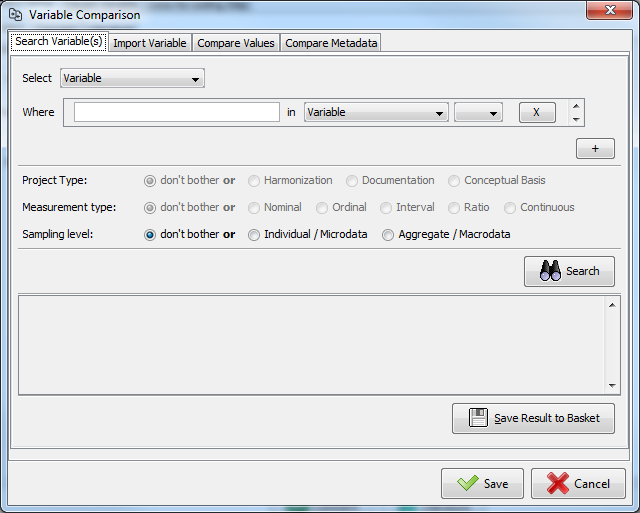 Variable Comparison
Search Variable(s) Import Variable Compare Values Compare Metadata
Select Variable
Where in Variable X
+
Project Type: don't bother or Harmonization Documentation Conceptual Basis
Measurement type: don't bother or Nominal Ordinal Interval Ratio Continuous
Sampling level: don't bother or Individual / Microdata Aggregate / Macrodata
Search
Save Result to Basket
Save Cancel